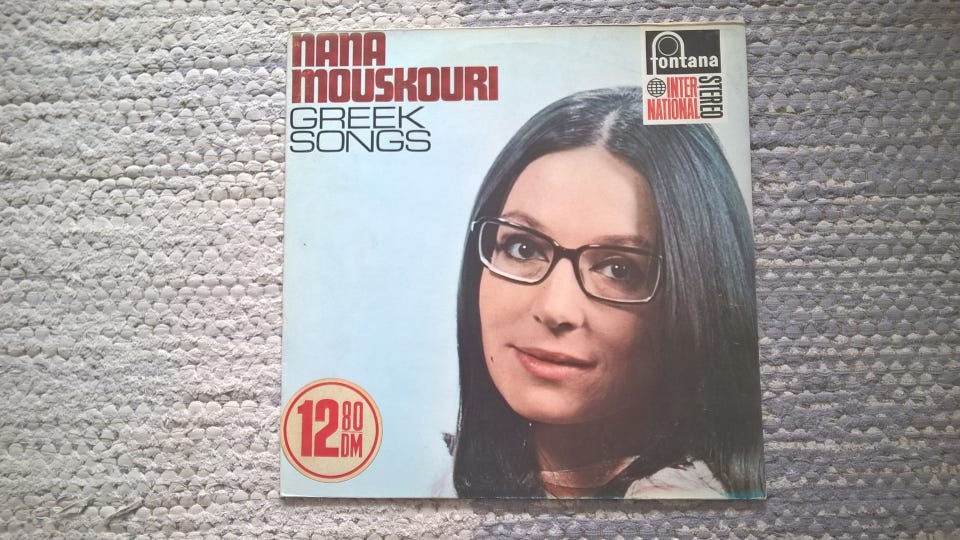 NANA
MOUSKOURI
GREEK
SONGS
fontana
INTER
NATIONAL
STEREO
12 80
DM